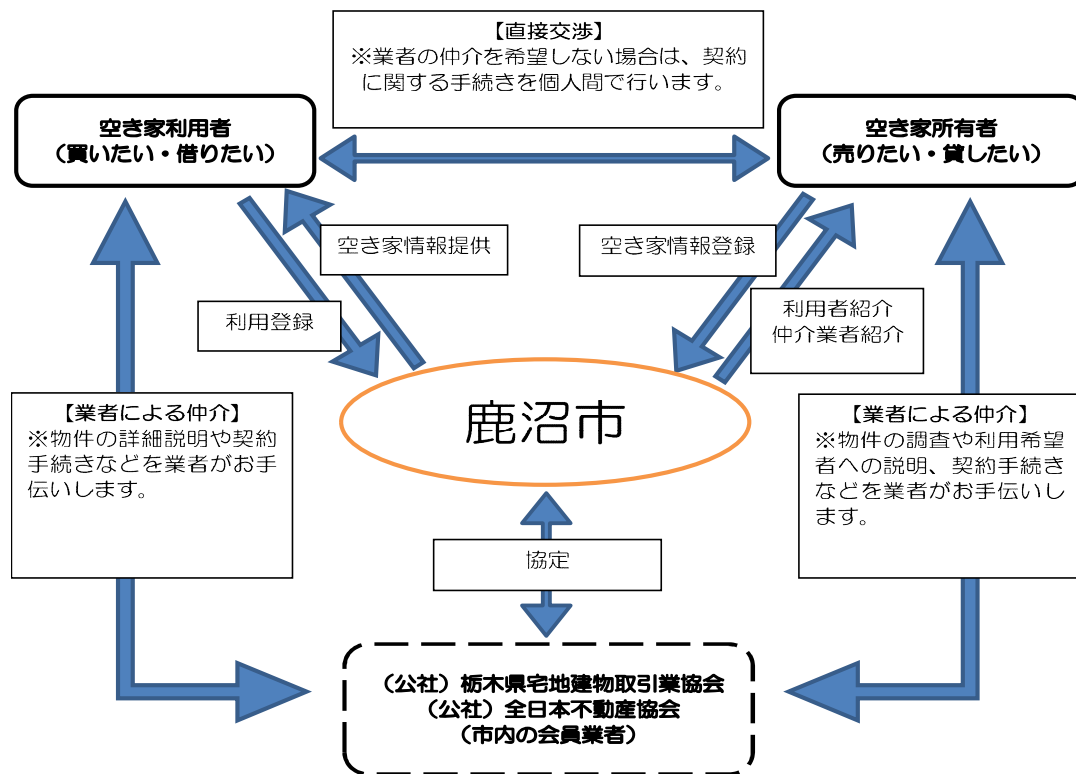 【直接交渉】
※業者の仲介を希望しない場合は、契約
に関する手続きを個人間で行います。
空き家利用者
（買いたい・借りたい）
空き家所有者
（売りたい・貸したい）
空き家情報提供
空き家情報登録
利用登録
利用者紹介
仲介業者紹介
【業者による仲介】
※物件の詳細説明や契約
手続きなどを業者がお手
伝いします。
鹿沼市
【業者による仲介】
※物件の調査や利用希望
者への説明、契約手続き
などを業者がお手伝いし
ます。
協定
（公社）栃木県宅地建物取引業協会
（公社）全日本不動産協会
（市内の会員業者）